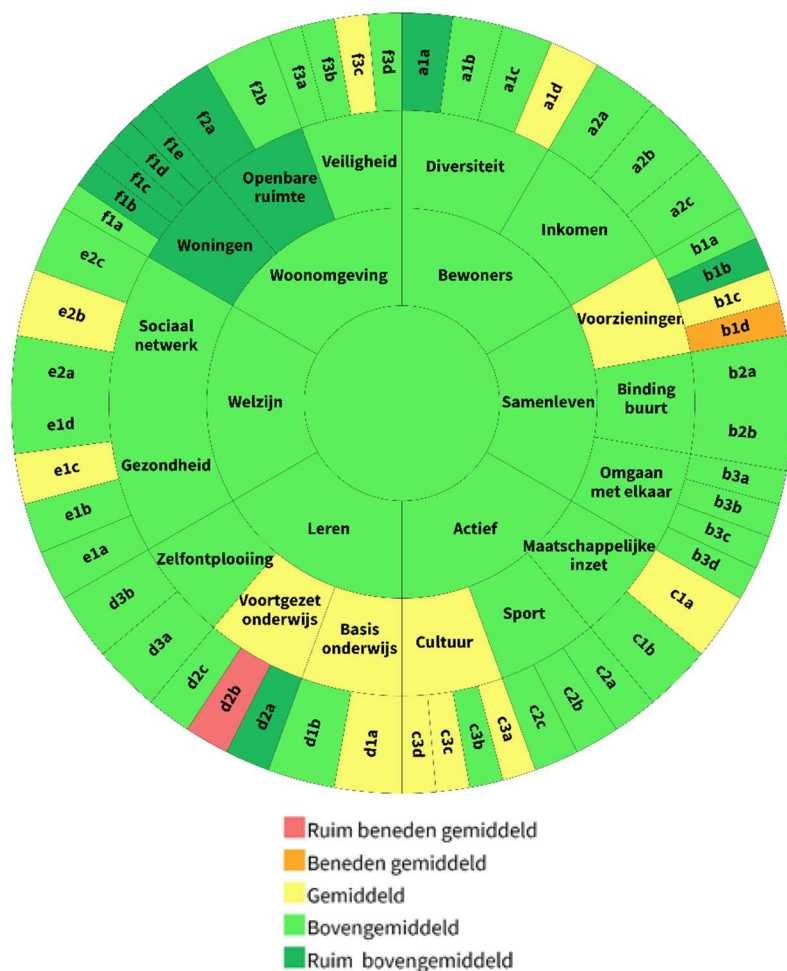 a1a
a1b
a1c
a1d
a2a
a2b
a2c
b1a
b1b
b1c
b1d
b2a
b2b
b3a
b3b
b3c
b3d
c1a
c1b
c2a
c2b
c2c
c3a
c3b
c3c
c3d
d1a
d1b
d2a
d2b
d2c
d3a
d3b
e1a
e1b
e1c
e1d
e2a
e2b
e2c
f1a
f1b
f1c
f1d
f1e
f2a
f2b
f3a
f3b
f3c
f3d
Diversiteit
Inkomen
Voorzieningen
Binding
buurt
Omgaan
met elkaar
Maatschappelijke
inzet
Sport
Cultuur
Basis
onderwijs
Voortgezet
onderwijs
Zelfontplooiing
Gezondheid
Sociaal
netwerk
Woningen
Openbare
ruimte
Veiligheid
Bewoners
Samenleven
Actief
Leren
Welzijn
Woonomgeving
Ruim beneden gemiddeld
Beneden gemiddeld
Gemiddeld
Bovengemiddeld
Ruim bovengemiddeld